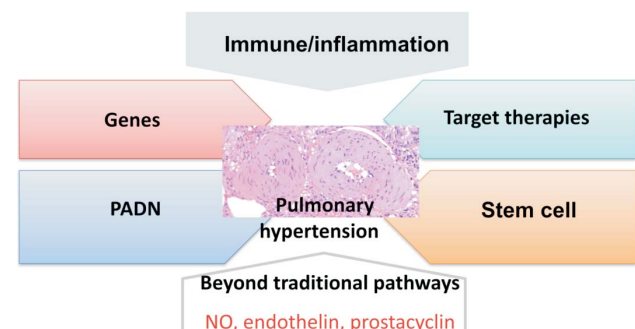 Immune/inflammation
Genes
Target therapies
PADN
Stem cell
Pulmonary
hypertension
Beyond traditional pathways
NO, endothelin, prostacyclin